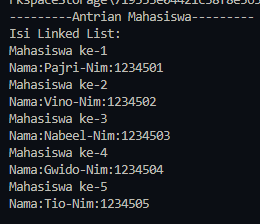 ---------Antrian Mahasiswa---------
Isi Linked List:
Mahasiswa ke-1
Nama:Pajri-Nim:1234501
Mahasiswa ke-2
Nama:Vino-Nim:1234502
Mahasiswa ke-3
Nama:Nabeel-Nim:1234503
Mahasiswa ke-4
Nama:Gwido-Nim:1234504
Mahasiswa ke-5
Nama:Tio-Nim:1234505